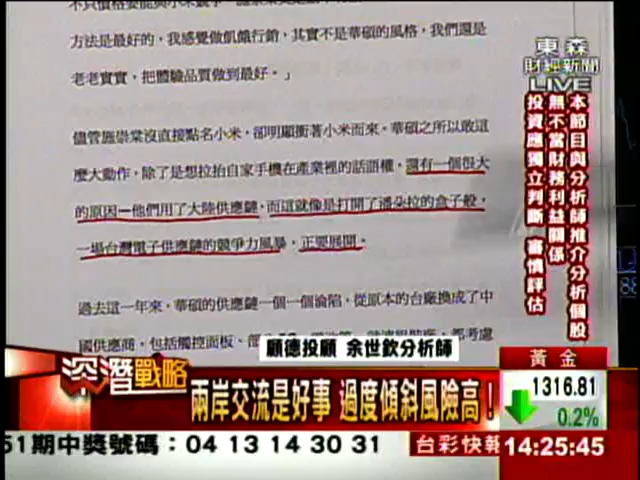 方法是最好的，我感覺做飢餓行銷，其實不是華碩的風格，我們還是
老老實實，把體驗品質做到最好。」
儘管施崇棠沒直接點名小米，卻明顯衝著小米而來。華碩之所以敢這
麼大動作，除了是想拉抬自家手機在產業裡的話語權，還有一個很大
的原因—他們用了大陸供應鏈，而這就像是打開了潘朵拉的盒子般，
一場台灣電子供應鏈的競爭力風暴，正要展開。
過去這一年來，華碩的供應鏈一個一個淪陷，從原本的台廠換成了中
國供應商，包括觸控面板、
東森
財經新聞
LIVE
本節目與分析師推介分析個股
無不當財務利益關係
投資應獨立判斷 審慎評估
顧德投顧 余世欽分析師
深潛戰略
兩岸交流是好事 過度傾斜風險高！
黃金
1316.81
0.2%
51期中獎號碼：04 13 14 30 31
台彩快報
14:25:45